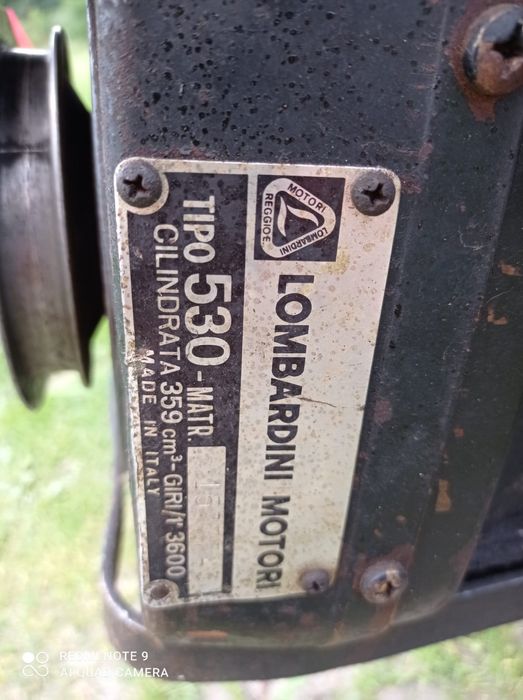 MOTORI
LOMBARDINI
REGGIO E.
LOMBARDINI MOTORI
TIPO 530 - MATR.
CILINDRATA 359 cm³ - GIRI/1' 3600
MADE IN ITALY
REDMI NOTE 9
AI QUAD CAMERA